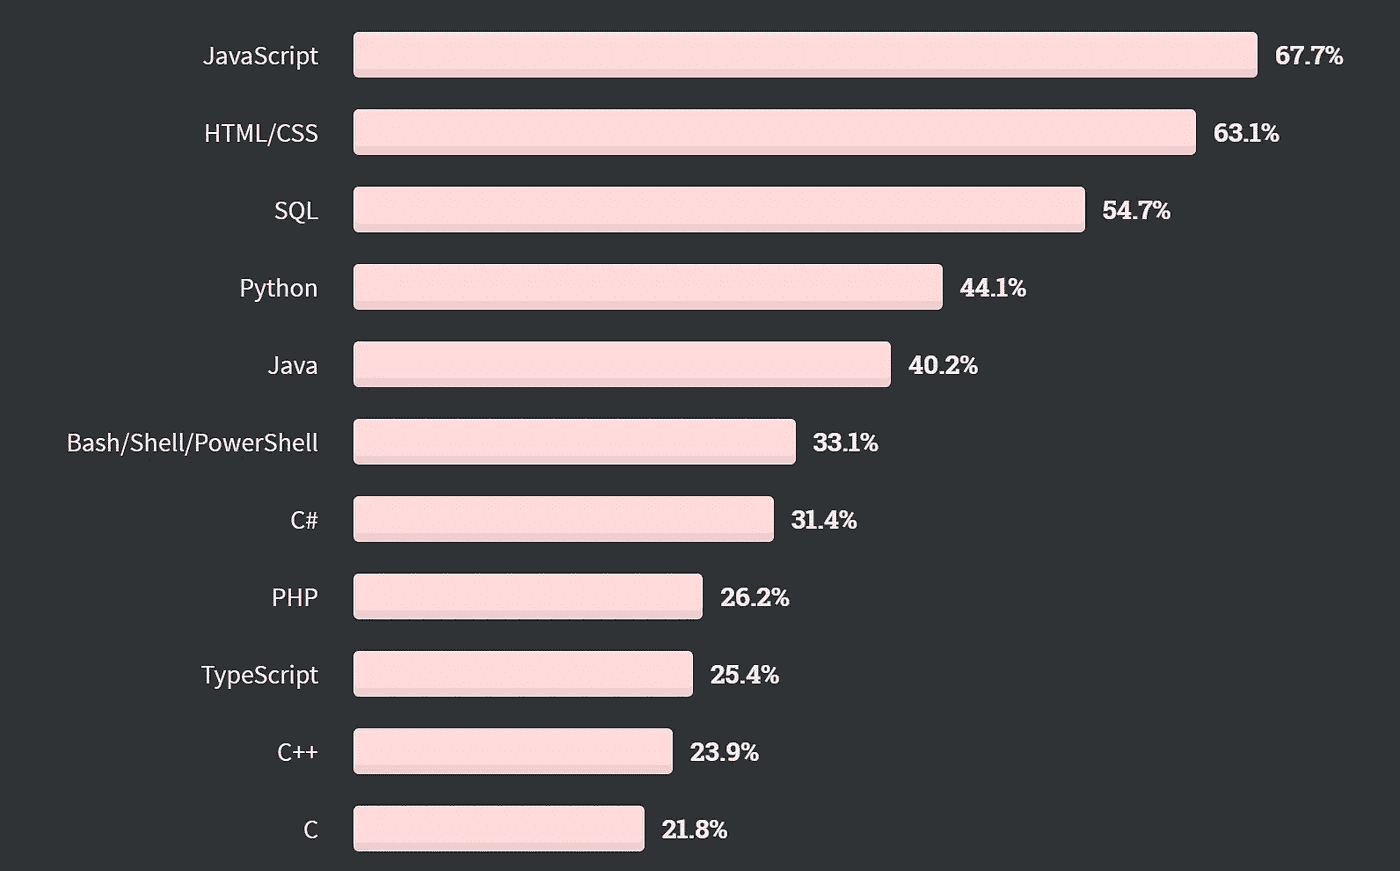 JavaScript 67.7%
HTML/CSS 63.1%
SQL 54.7%
Python 44.1%
Java 40.2%
Bash/Shell/PowerShell 33.1%
C# 31.4%
PHP 26.2%
TypeScript 25.4%
C++ 23.9%
C 21.8%